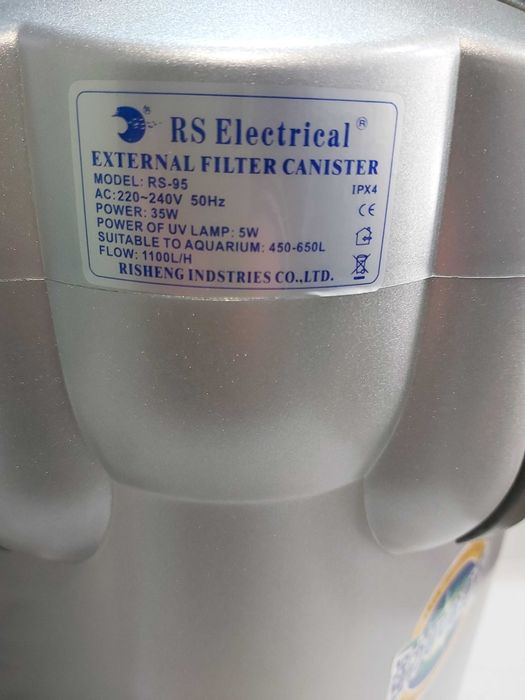 RS Electrical ®
EXTERNAL FILTER CANISTER
MODEL: RS-95
IPX4
AC:220~240V 50Hz
CE
POWER: 35W
POWER OF UV LAMP: 5W
SUITABLE TO AQUARIUM: 450-650L
FLOW: 1100L/H
RISHENG INDSTRIES CO.,LTD.